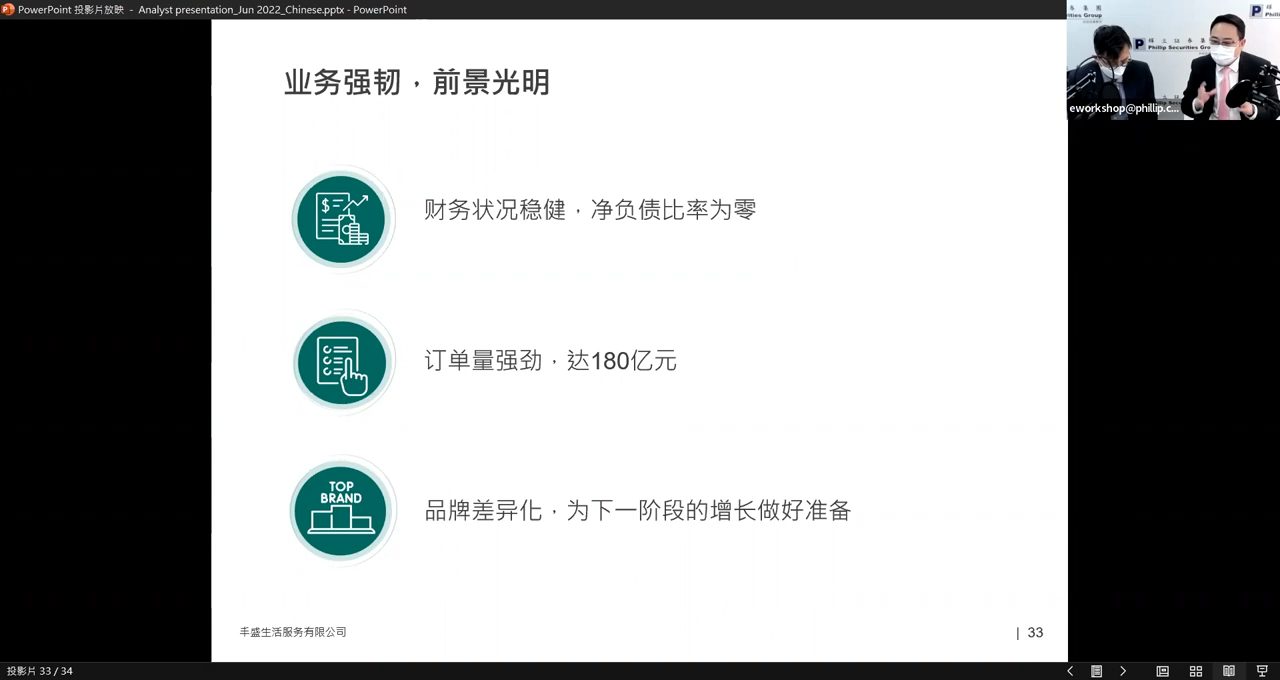 PowerPoint 投影片放映 - Analyst presentation_Jun 2022_Chinese.pptx - PowerPoint
Phillip Securities Group
eworkshop@phillip.c...
业务强韧，前景光明
财务状况稳健，净负债比率为零
订单量强劲，达180亿元
TOP
BRAND
品牌差异化，为下一阶段的增长做好准备
丰盛生活服务有限公司
| 33
投影片 33 / 34